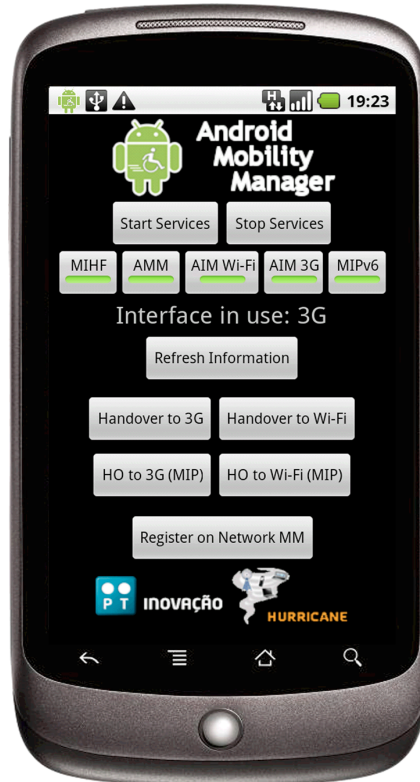 H
19:23
Android
Mobility
Manager
Start Services Stop Services
MIHF AMM AIM Wi-Fi AIM 3G MIPv6
Interface in use: 3G
Refresh Information
Handover to 3G Handover to Wi-Fi
HO to 3G (MIP) HO to Wi-Fi (MIP)
Register on Network MM
PT INOVAÇÃO
HURRICANE